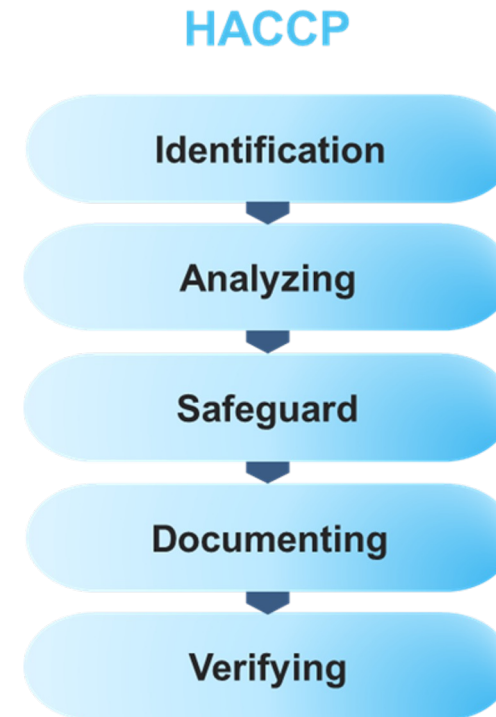 HACCP
Identification
Analyzing
Safeguard
Documenting
Verifying